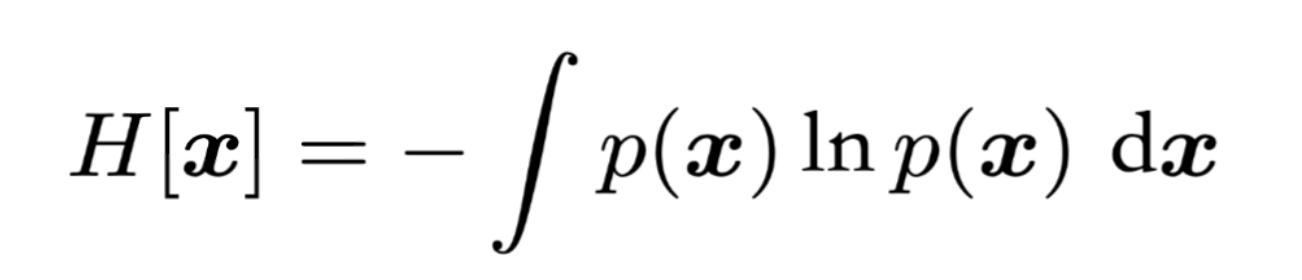 H[𝒙] = − ∫ p(𝒙) ln p(𝒙) d𝒙